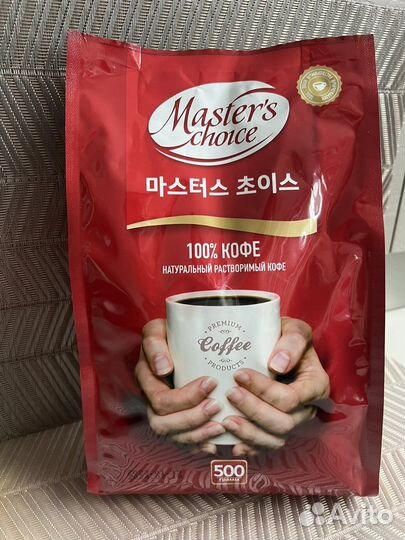 Master's
choice
마스터스 초이스
100% КОФЕ
НАТУРАЛЬНЫЙ РАСТВОРИМЫЙ КОФЕ
PREMIUM
Coffee
PRODUCTS
500
ГРАММ
Avito